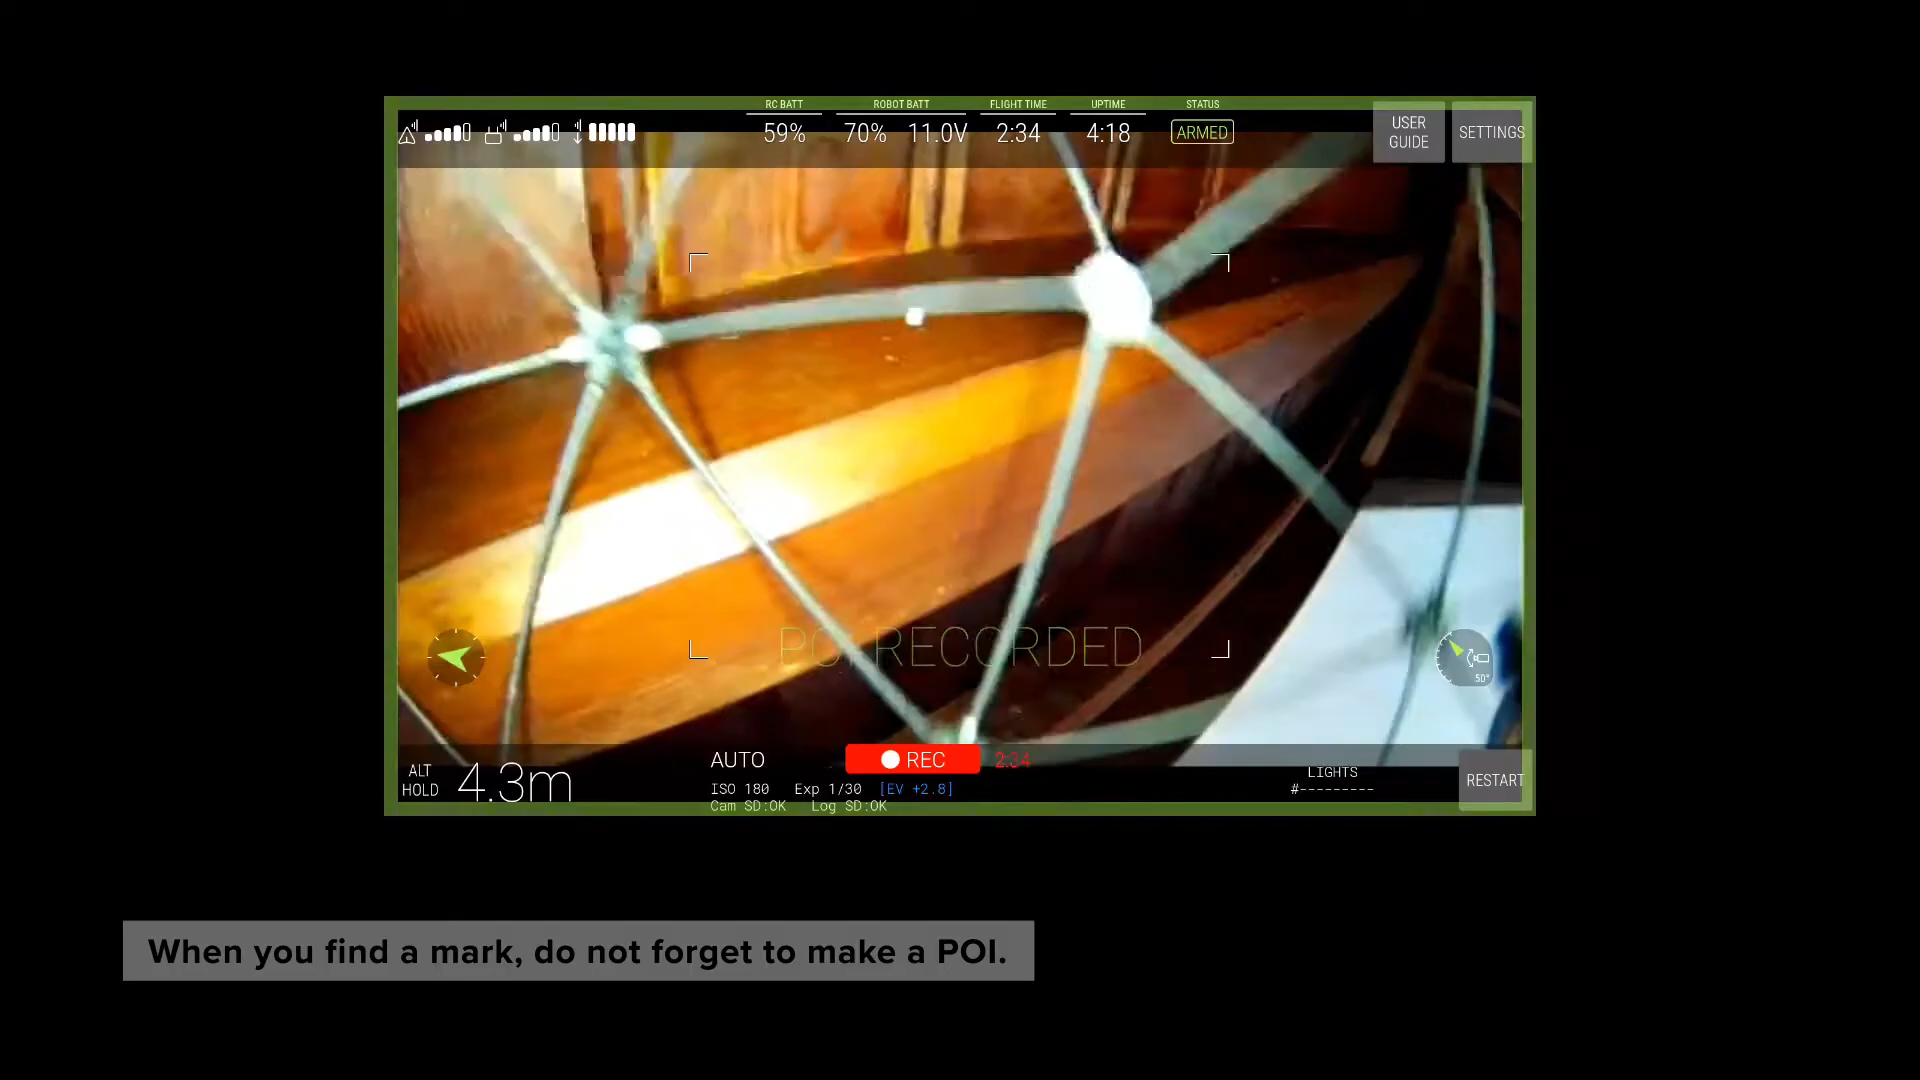 RC BATT ROBOT BATT FLIGHT TIME UPTIME STATUS
59% 70% 11.0V 2:34 4:18 ARMED
USER
GUIDE
SETTINGS
POI RECORDED
50°
ALT
HOLD
4.3m
AUTO REC 2:34
ISO 180 Exp 1/30 [EV +2.8]
Cam SD:OK Log SD:OK
LIGHTS
#---------
RESTART
When you find a mark, do not forget to make a POI.